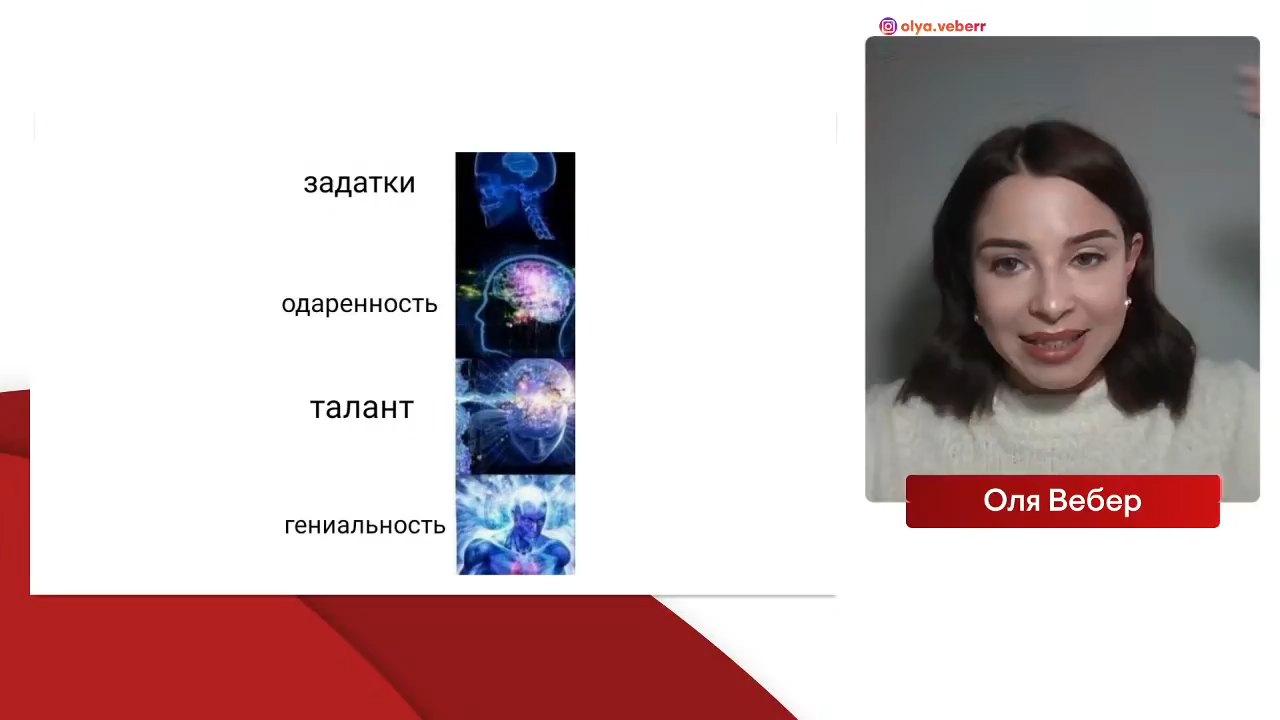 olya.veberr
задатки
одаренность
талант
гениальность
Оля Вебер